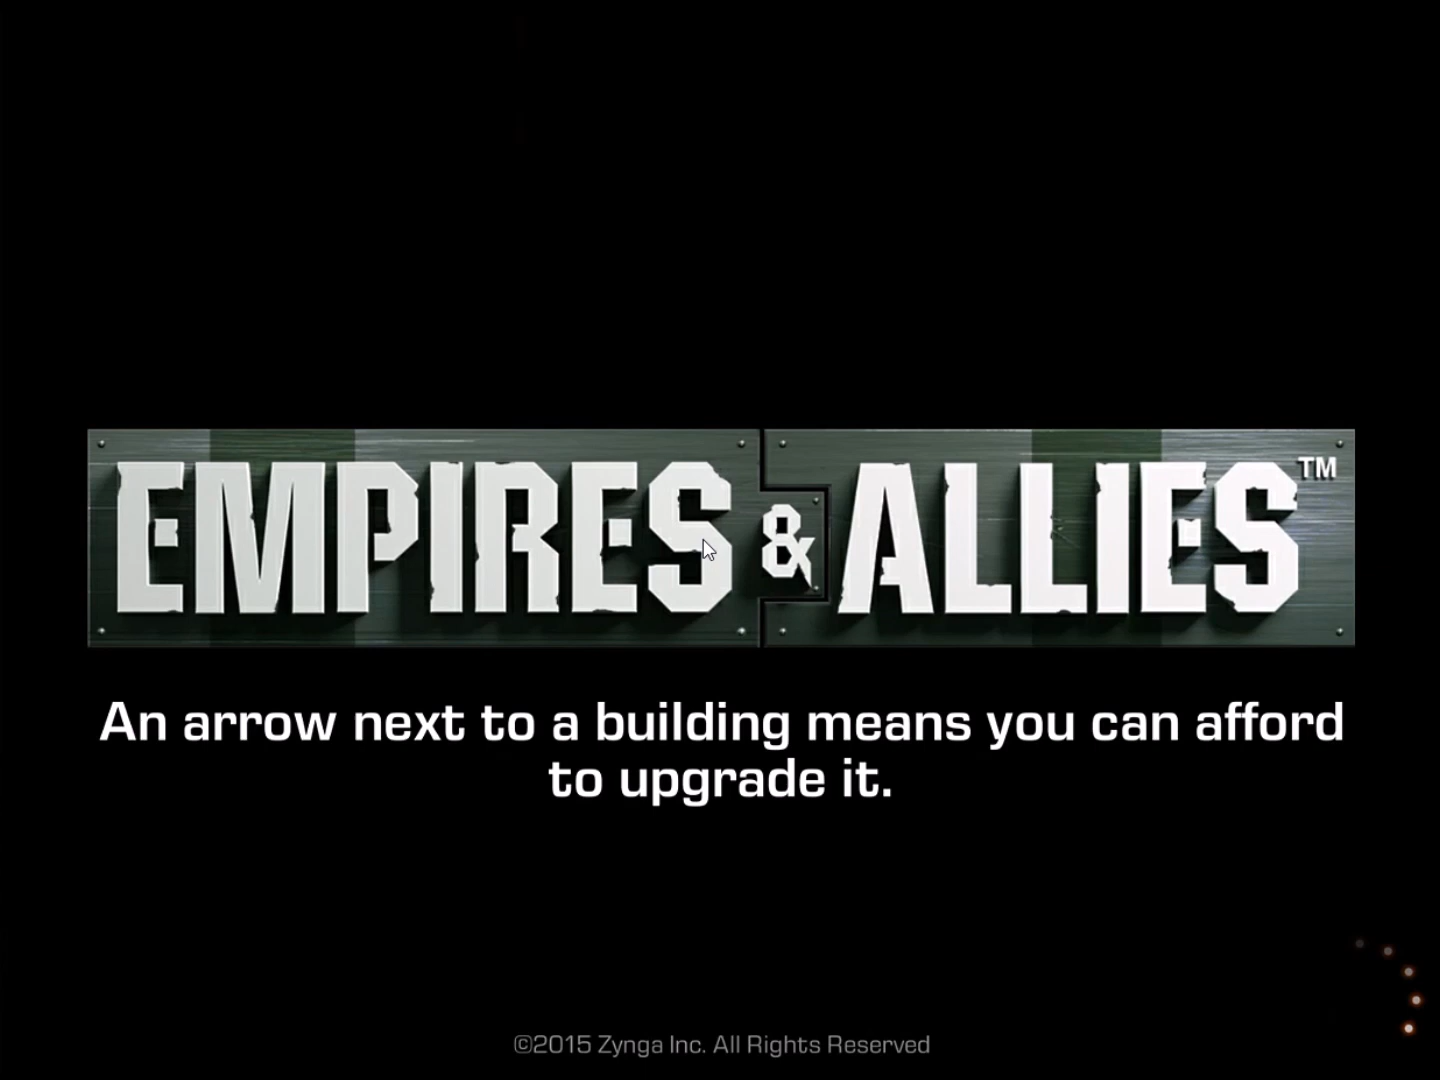 EMPIRES & ALLIES™
An arrow next to a building means you can afford
to upgrade it.
©2015 Zynga Inc. All Rights Reserved